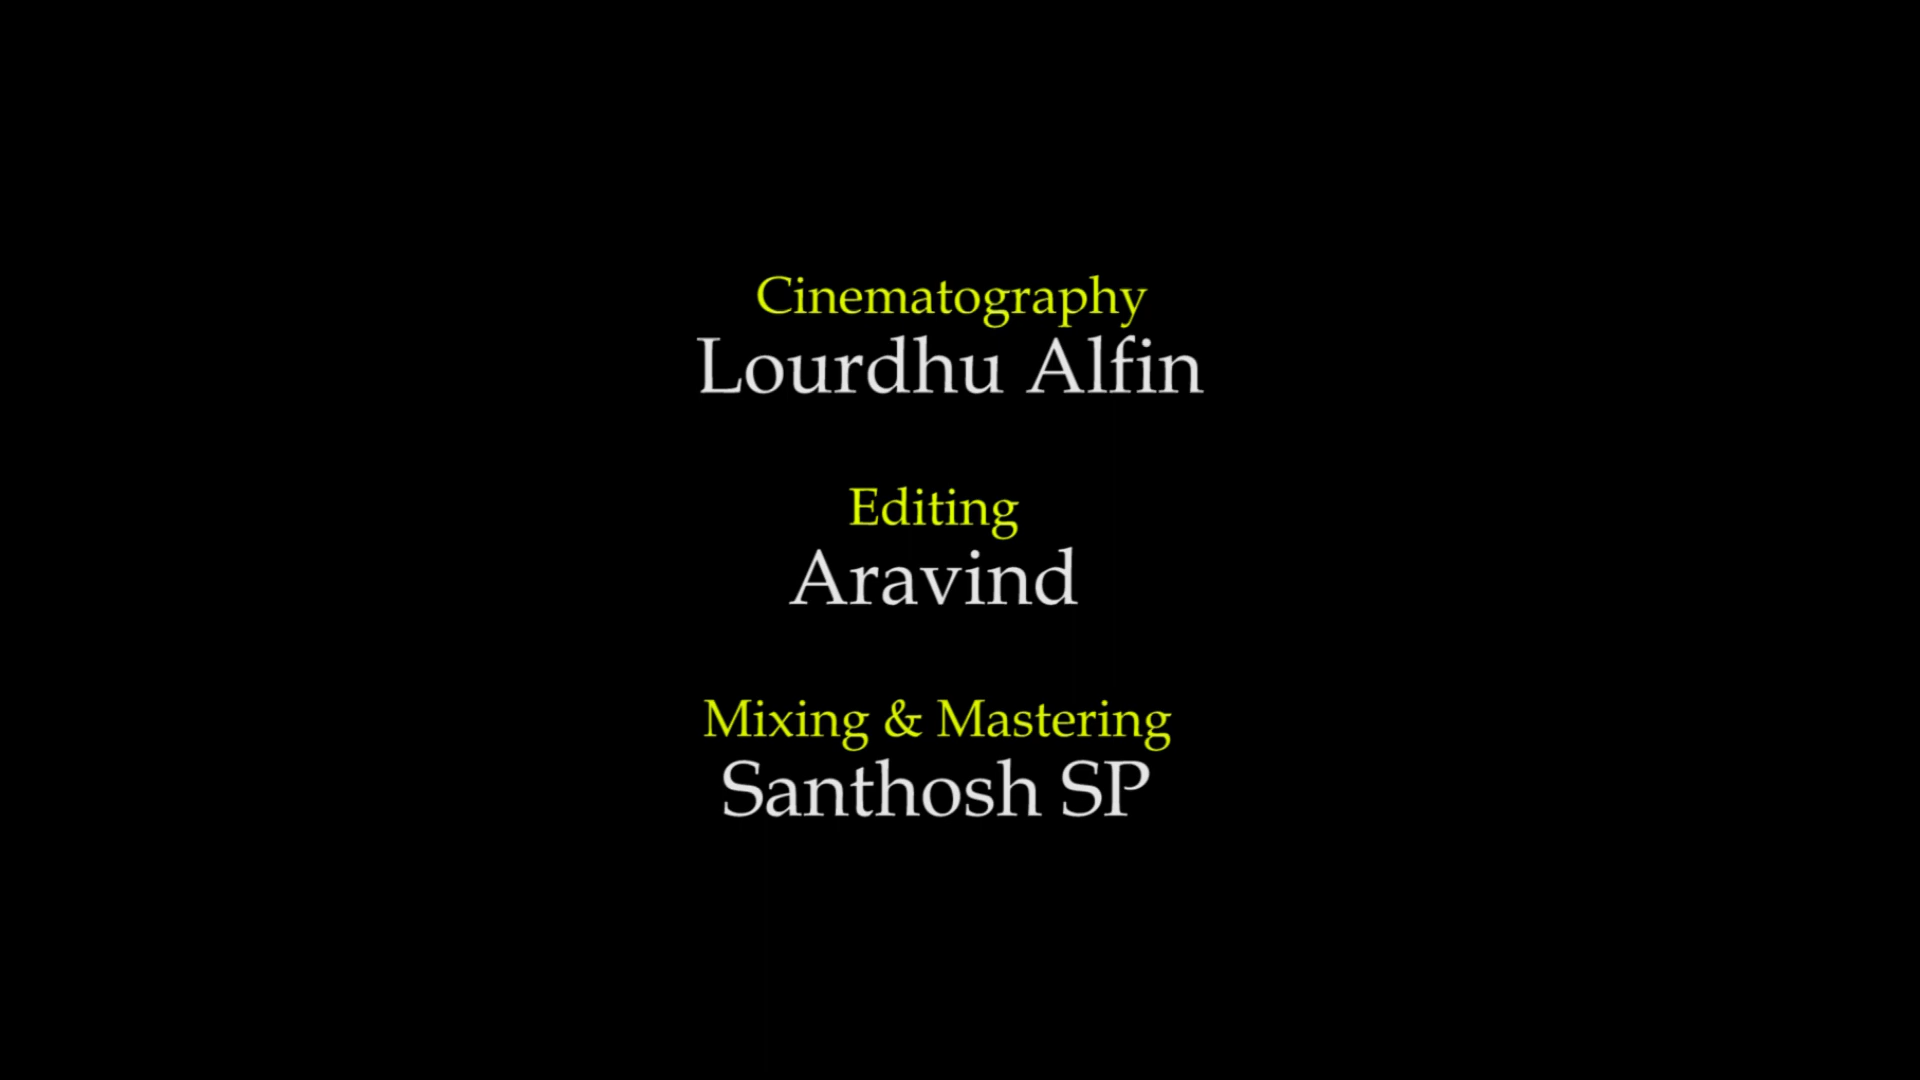 Cinematography
Lourdhu Alfin
Editing
Aravind
Mixing & Mastering
Santhosh SP